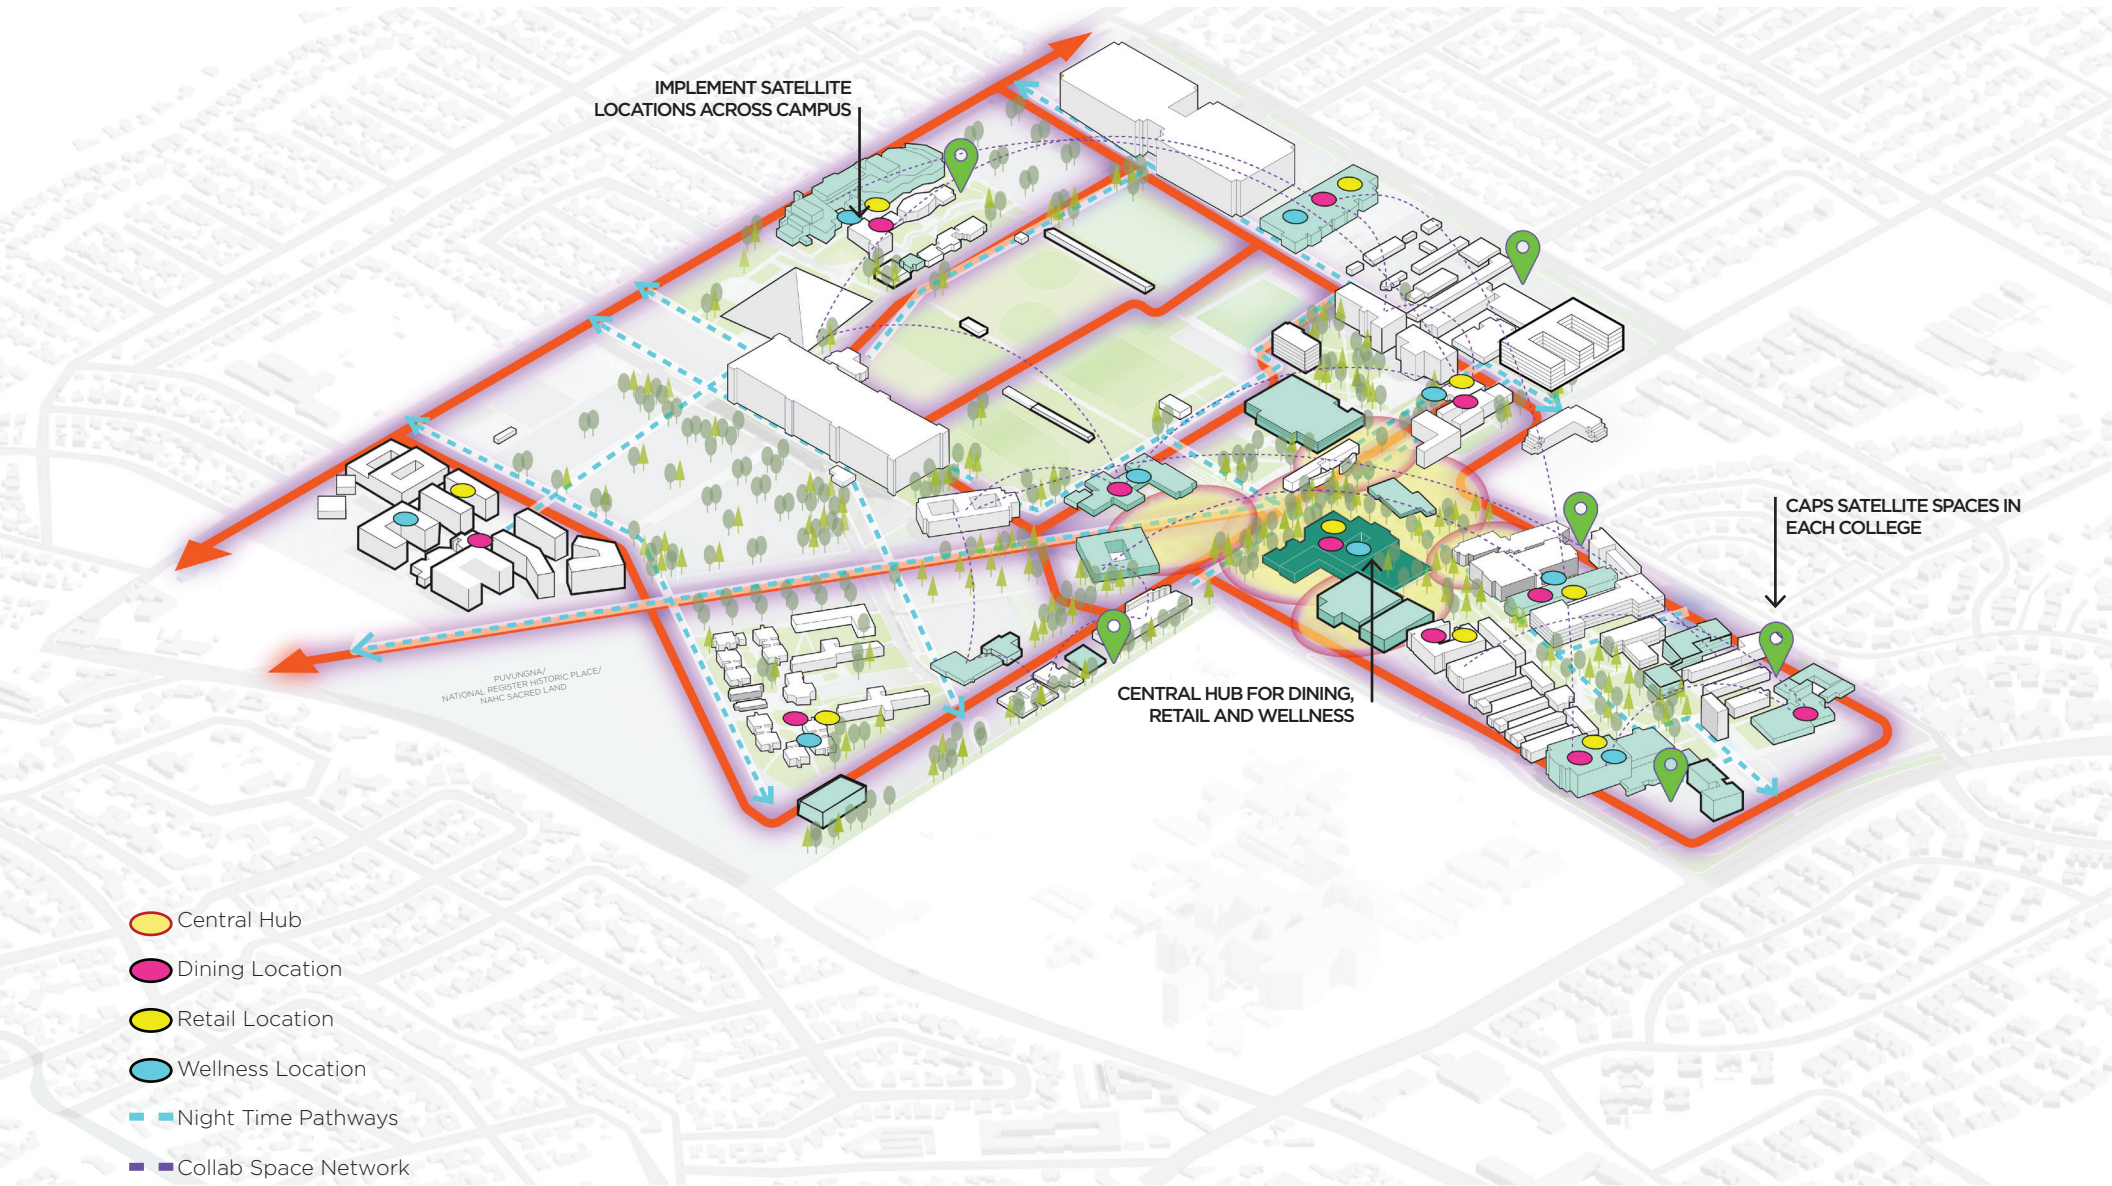 IMPLEMENT SATELLITE
LOCATIONS ACROSS CAMPUS
CAPS SATELLITE SPACES IN
EACH COLLEGE
PUVUNGNA/
NATIONAL REGISTER HISTORIC PLACE/
NAHC SACRED LAND
CENTRAL HUB FOR DINING,
RETAIL AND WELLNESS
Central Hub
Dining Location
Retail Location
Wellness Location
Night Time Pathways
Collab Space Network